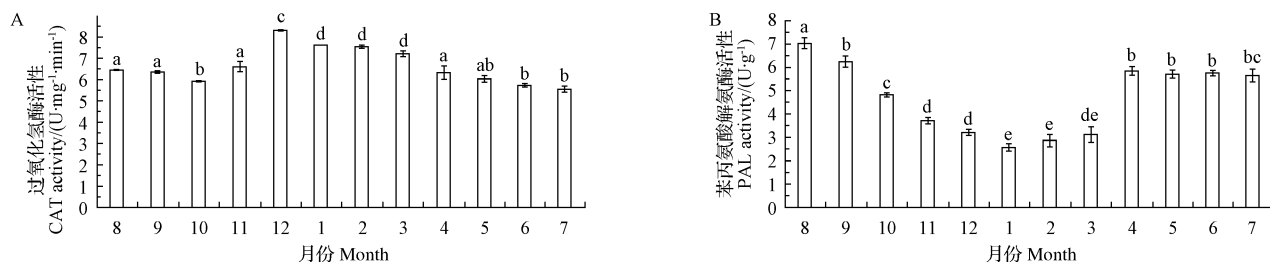 A
过氧化氢酶活性
CAT activity/(U·mg⁻¹·min⁻¹)
8
7
6
5
4
3
2
1
0
a a b a c d d d a ab b b
8 9 10 11 12 1 2 3 4 5 6 7
月份 Month
B
苯丙氨酸解氨酶活性
PAL activity/(U·g⁻¹)
8
7
6
5
4
3
2
1
0
a b c d d e e de b b b bc
8 9 10 11 12 1 2 3 4 5 6 7
月份 Month